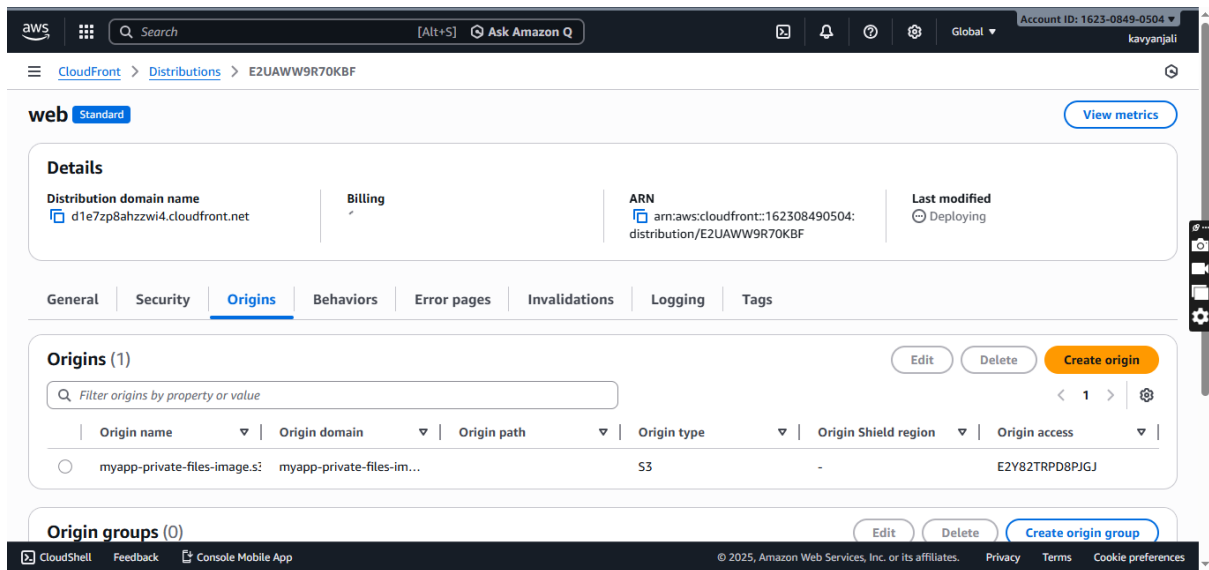 aws Search [Alt+S] Ask Amazon Q Global ▼ Account ID: 1623-0849-0504 ▼
kavyanjali
CloudFront > Distributions > E2UAWW9R70KBF
web Standard View metrics
Details
Distribution domain name Billing ARN Last modified
d1e7zp8ahzzwi4.cloudfront.net arn:aws:cloudfront::162308490504: Deploying
distribution/E2UAWW9R70KBF
General Security Origins Behaviors Error pages Invalidations Logging Tags
Origins (1) Edit Delete Create origin
Filter origins by property or value < 1 >
Origin name Origin domain Origin path Origin type Origin Shield region Origin access
myapp-private-files-image.s3 myapp-private-files-im... S3 - E2Y82TRPD8PJGJ
Origin groups (0) Edit Delete Create origin group
CloudShell Feedback Console Mobile App © 2025, Amazon Web Services, Inc. or its affiliates. Privacy Terms Cookie preferences